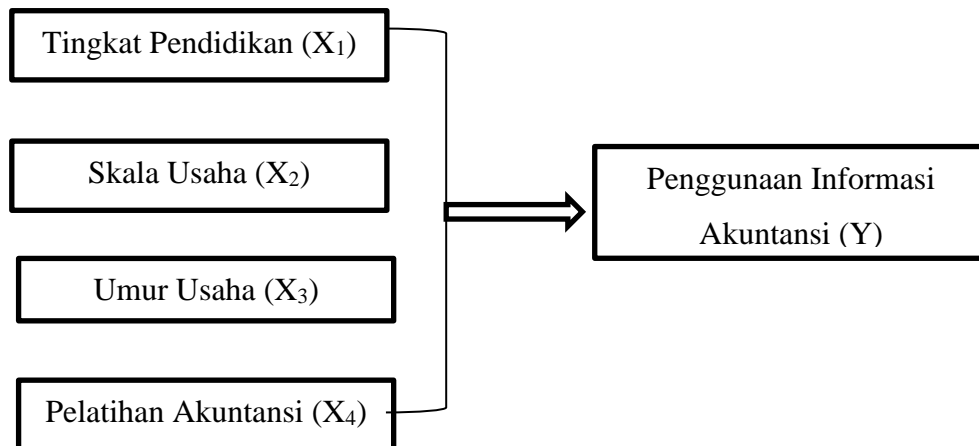 Tingkat Pendidikan (X₁)
Skala Usaha (X₂)
Umur Usaha (X₃)
Pelatihan Akuntansi (X₄)
Penggunaan Informasi
Akuntansi (Y)